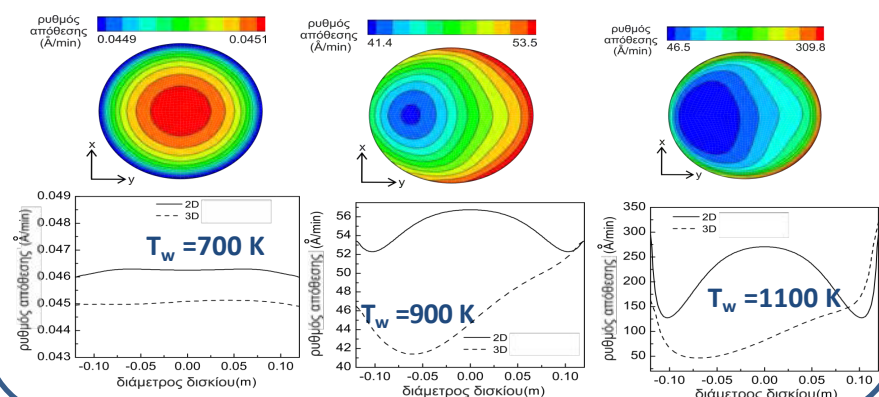 ρυθμός
απόθεσης
(Å/min)
0.0449
0.0451
ρυθμός
απόθεσης
(Å/min)
41.4
53.5
ρυθμός
απόθεσης
(Å/min)
46.5
309.8
x
y
x
y
x
y
ρυθμός απόθεσης (Å/min)
0.049
0.048
0.047
0.046
0.045
0.044
0.043
2D
3D
Tw =700 K
-0.10
-0.05
0.00
0.05
0.10
διάμετρος δισκίου(m)
ρυθμός απόθεσης (Å/min)
56
54
52
50
48
46
44
42
40
Tw =900 K
2D
3D
-0.10
-0.05
0.00
0.05
0.10
διάμετρος δισκίου(m)
ρυθμός απόθεσης (Å/min)
350
300
250
200
150
100
50
2D
3D
Tw =1100 K
-0.10
-0.05
0.00
0.05
0.10
διάμετρος δισκίου(m)